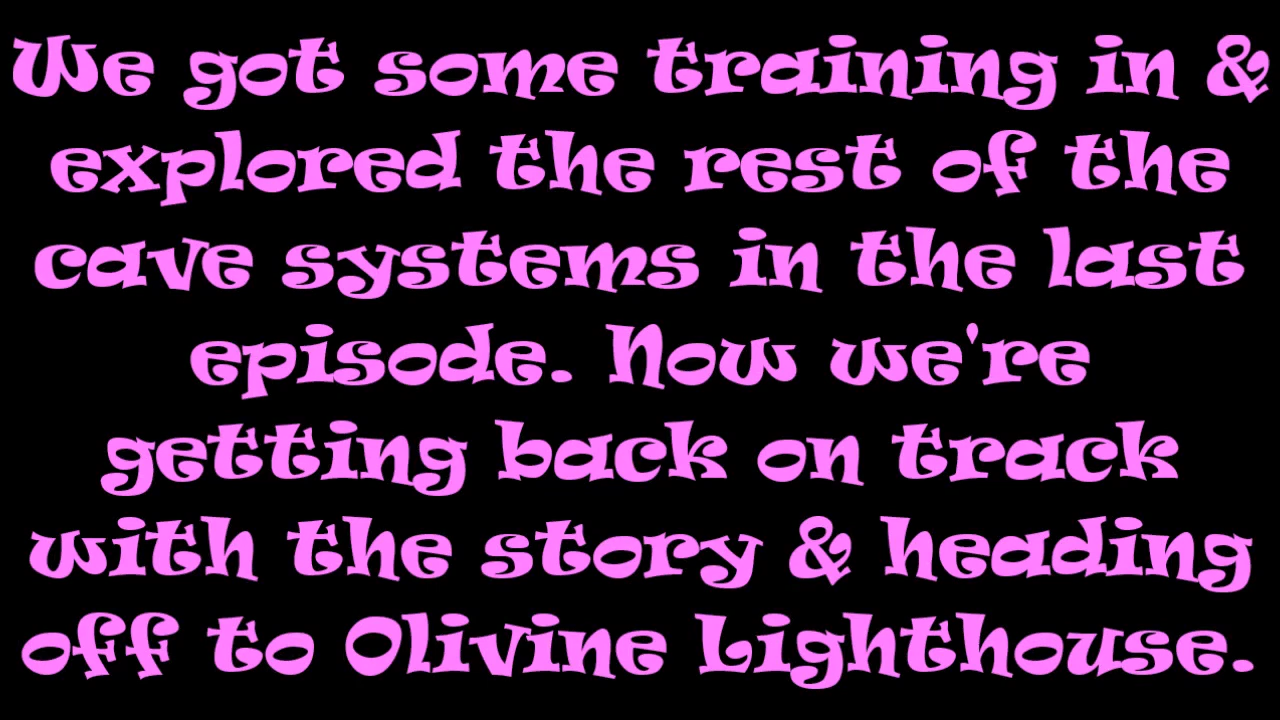 We got some training in &
explored the rest of the
cave systems in the last
episode. Now we're
getting back on track
with the story & heading
off to Olivine Lighthouse.